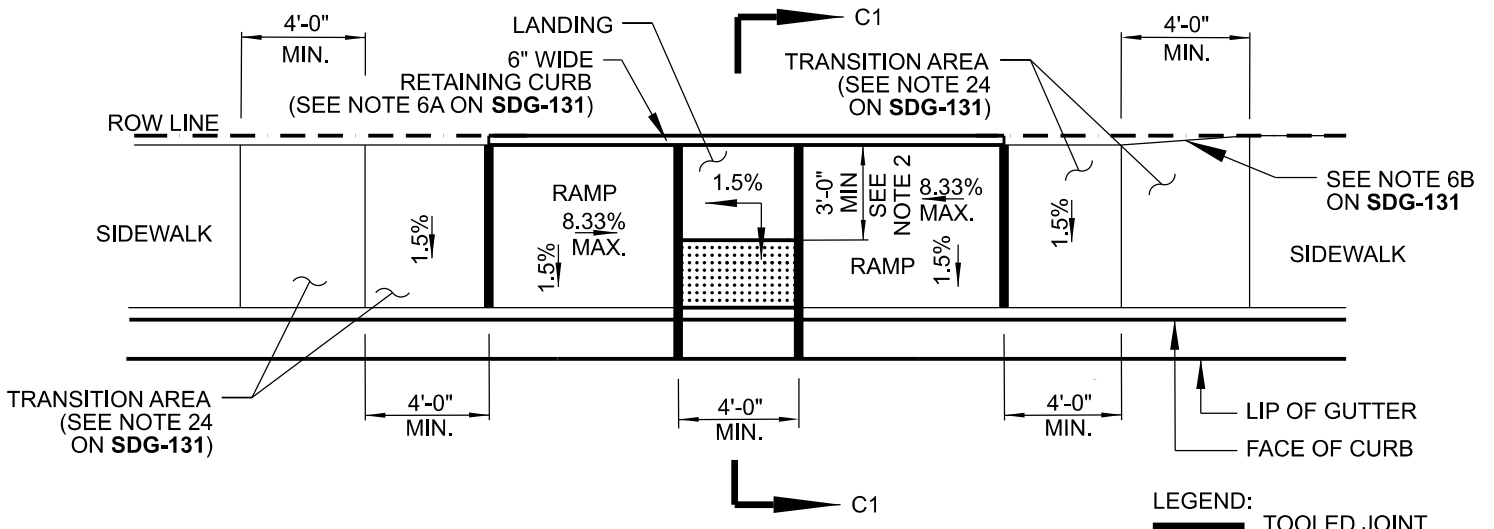 4'-0"
MIN.
LANDING
6" WIDE
RETAINING CURB
(SEE NOTE 6A ON SDG-131)
C1
TRANSITION AREA
(SEE NOTE 24
ON SDG-131)
4'-0"
MIN.
ROW LINE
SEE NOTE 6B
ON SDG-131
SIDEWALK
1.5%
RAMP
8.33%
MAX.
1.5%
1.5%
3'-0"
MIN
SEE
NOTE 2
8.33%
MAX.
RAMP
1.5%
1.5%
SIDEWALK
TRANSITION AREA
(SEE NOTE 24
ON SDG-131)
4'-0"
MIN.
4'-0"
MIN.
4'-0"
MIN.
LIP OF GUTTER
FACE OF CURB
C1
LEGEND:
TOOLED JOINT